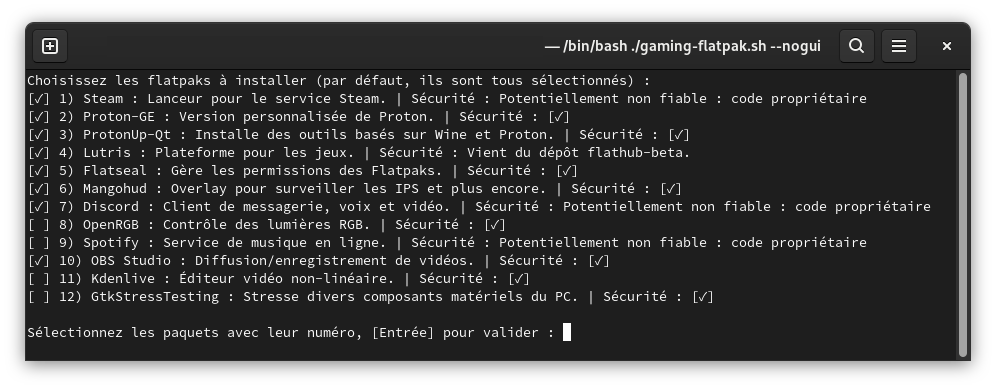 — /bin/bash ./gaming-flatpak.sh --nogui
Choisissez les flatpaks à installer (par défaut, ils sont tous sélectionnés) :
[✓] 1) Steam : Lanceur pour le service Steam. | Sécurité : Potentiellement non fiable : code propriétaire
[✓] 2) Proton-GE : Version personnalisée de Proton. | Sécurité : [✓]
[✓] 3) ProtonUp-Qt : Installe des outils basés sur Wine et Proton. | Sécurité : [✓]
[✓] 4) Lutris : Plateforme pour les jeux. | Sécurité : Vient du dépôt flathub-beta.
[✓] 5) Flatseal : Gère les permissions des Flatpaks. | Sécurité : [✓]
[✓] 6) Mangohud : Overlay pour surveiller les IPS et plus encore. | Sécurité : [✓]
[✓] 7) Discord : Client de messagerie, voix et vidéo. | Sécurité : Potentiellement non fiable : code propriétaire
[ ] 8) OpenRGB : Contrôle des lumières RGB. | Sécurité : [✓]
[ ] 9) Spotify : Service de musique en ligne. | Sécurité : Potentiellement non fiable : code propriétaire
[✓] 10) OBS Studio : Diffusion/enregistrement de vidéos. | Sécurité : [✓]
[ ] 11) Kdenlive : Éditeur vidéo non-linéaire. | Sécurité : [✓]
[ ] 12) GtkStressTesting : Stresse divers composants matériels du PC. | Sécurité : [✓]
Sélectionnez les paquets avec leur numéro, [Entrée] pour valider :